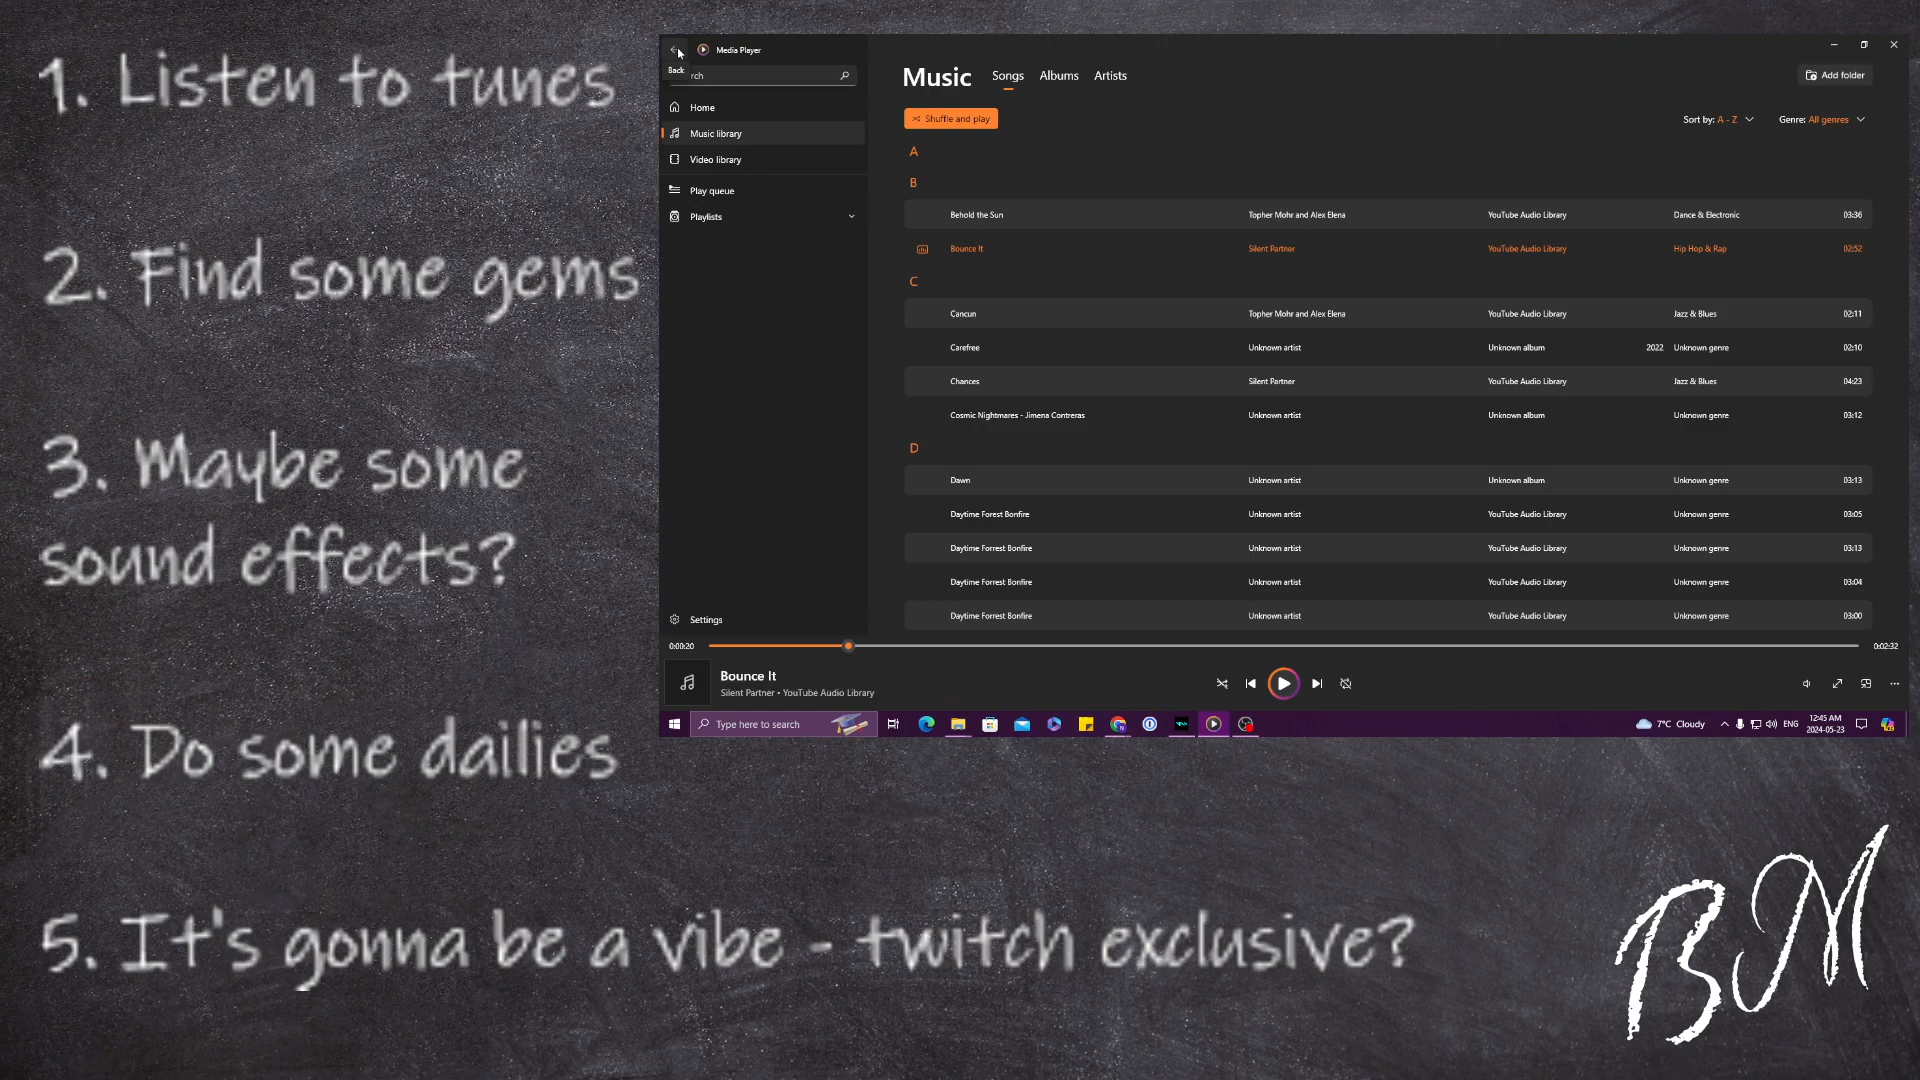 1. Listen to tunes
2. Find some gems
3. Maybe some
sound effects?
4. Do some dailies
5. It's gonna be a vibe - twitch exclusive?
BM
Media Player
Back
rch
Home
Music library
Video library
Play queue
Playlists
Settings
Music Songs Albums Artists
Add folder
Shuffle and play
Sort by: A - Z Genre: All genres
A
B
Behold the Sun Topher Mohr and Alex Elena YouTube Audio Library Dance & Electronic 03:36
Bounce It Silent Partner YouTube Audio Library Hip Hop & Rap 02:52
C
Cancun Topher Mohr and Alex Elena YouTube Audio Library Jazz & Blues 02:11
Carefree Unknown artist Unknown album 2022 Unknown genre 02:10
Chances Silent Partner YouTube Audio Library Jazz & Blues 04:23
Cosmic Nightmares - Jimena Contreras Unknown artist Unknown album Unknown genre 03:12
D
Dawn Unknown artist Unknown album Unknown genre 03:13
Daytime Forest Bonfire Unknown artist YouTube Audio Library Unknown genre 03:05
Daytime Forrest Bonfire Unknown artist YouTube Audio Library Unknown genre 03:13
Daytime Forrest Bonfire Unknown artist YouTube Audio Library Unknown genre 03:04
Daytime Forrest Bonfire Unknown artist YouTube Audio Library Unknown genre 03:00
0:00:20 0:02:32
Bounce It
Silent Partner • YouTube Audio Library
Type here to search
7°C Cloudy ENG 12:45 AM
2024-05-23